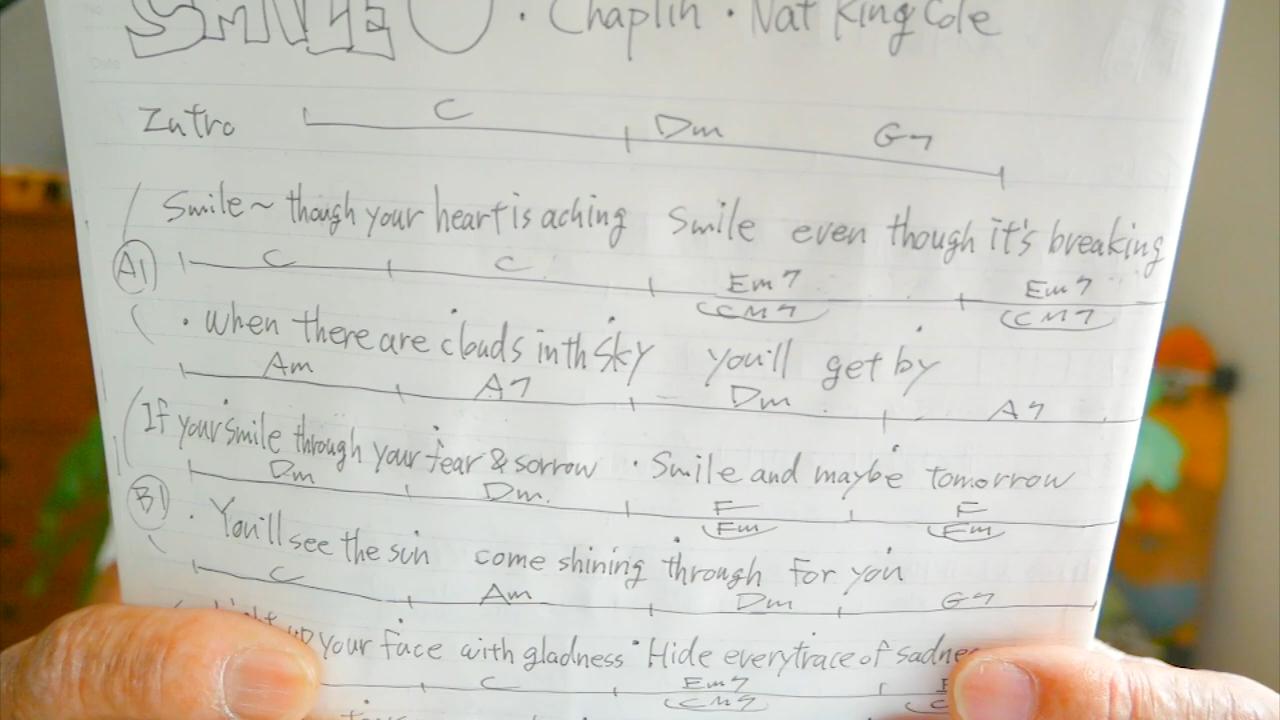 SMILE · Chaplin · Nat King Cole
Intro C Dm G7
Smile ~ though your heart is aching Smile even though it's breaking
A1 C C Em7 Em7
CM7 CM7
· When there are clouds in th sky you'll get by
Am A7 Dm A7
If your smile through your fear & sorrow · Smile and maybe tomorrow
Dm Dm F F
B1 Fm Fm
· You'll see the sun come shining through for you
C Am Dm G7
up your face with gladness · Hide every trace of
C Em7
CM7